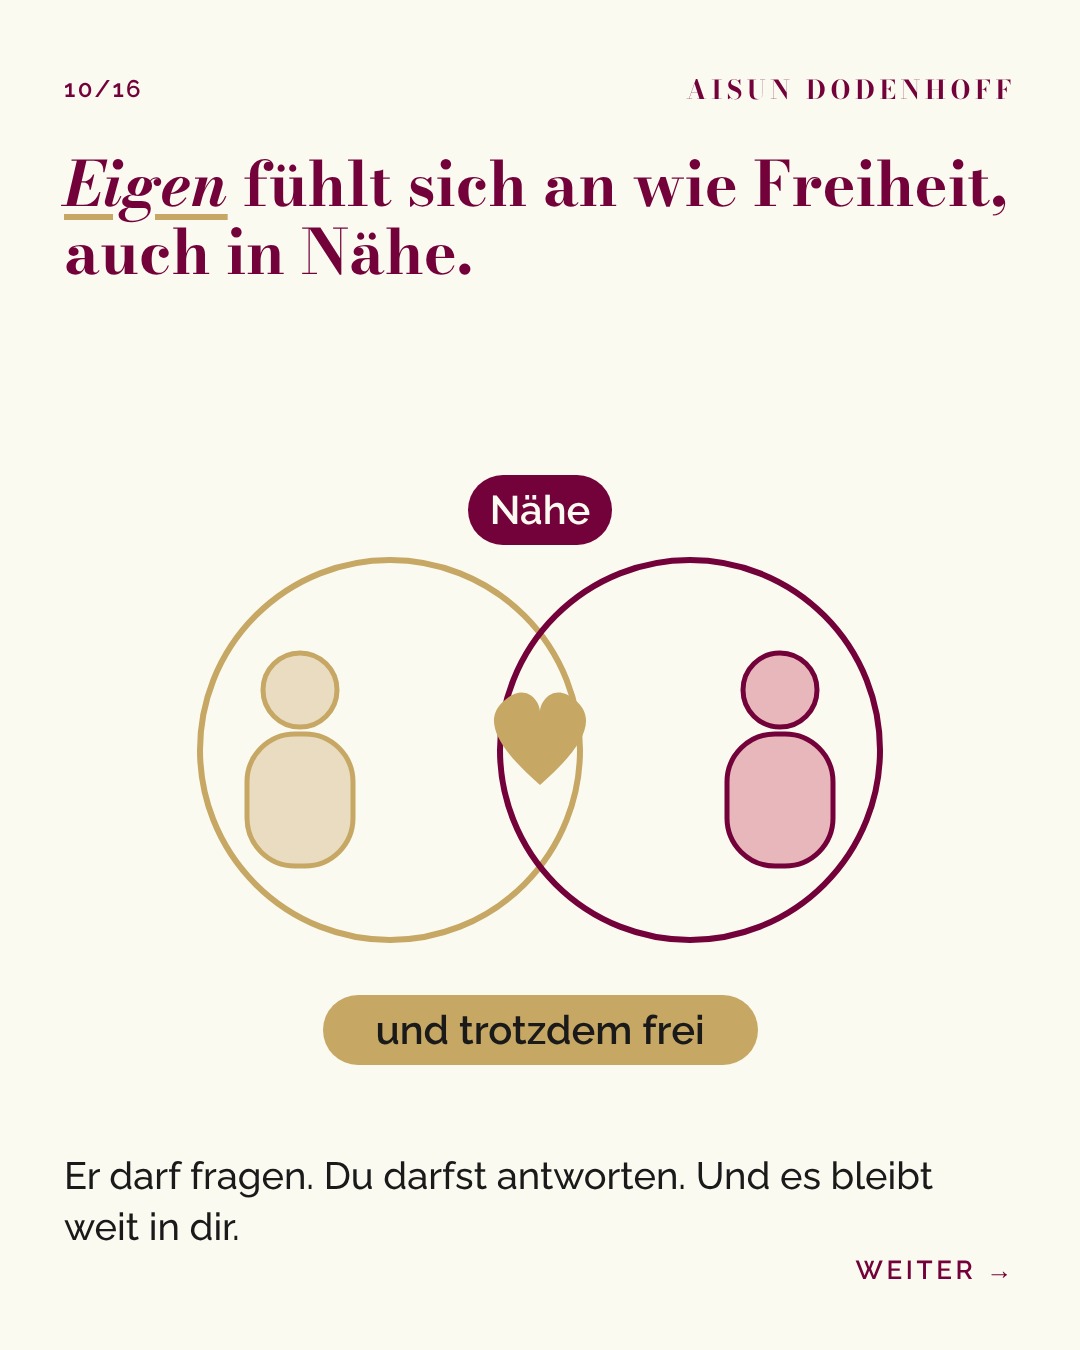 10/16
AISUN DODENHOFF
Eigen fühlt sich an wie Freiheit,
auch in Nähe.
Nähe
und trotzdem frei
Er darf fragen. Du darfst antworten. Und es bleibt
weit in dir.
WEITER →